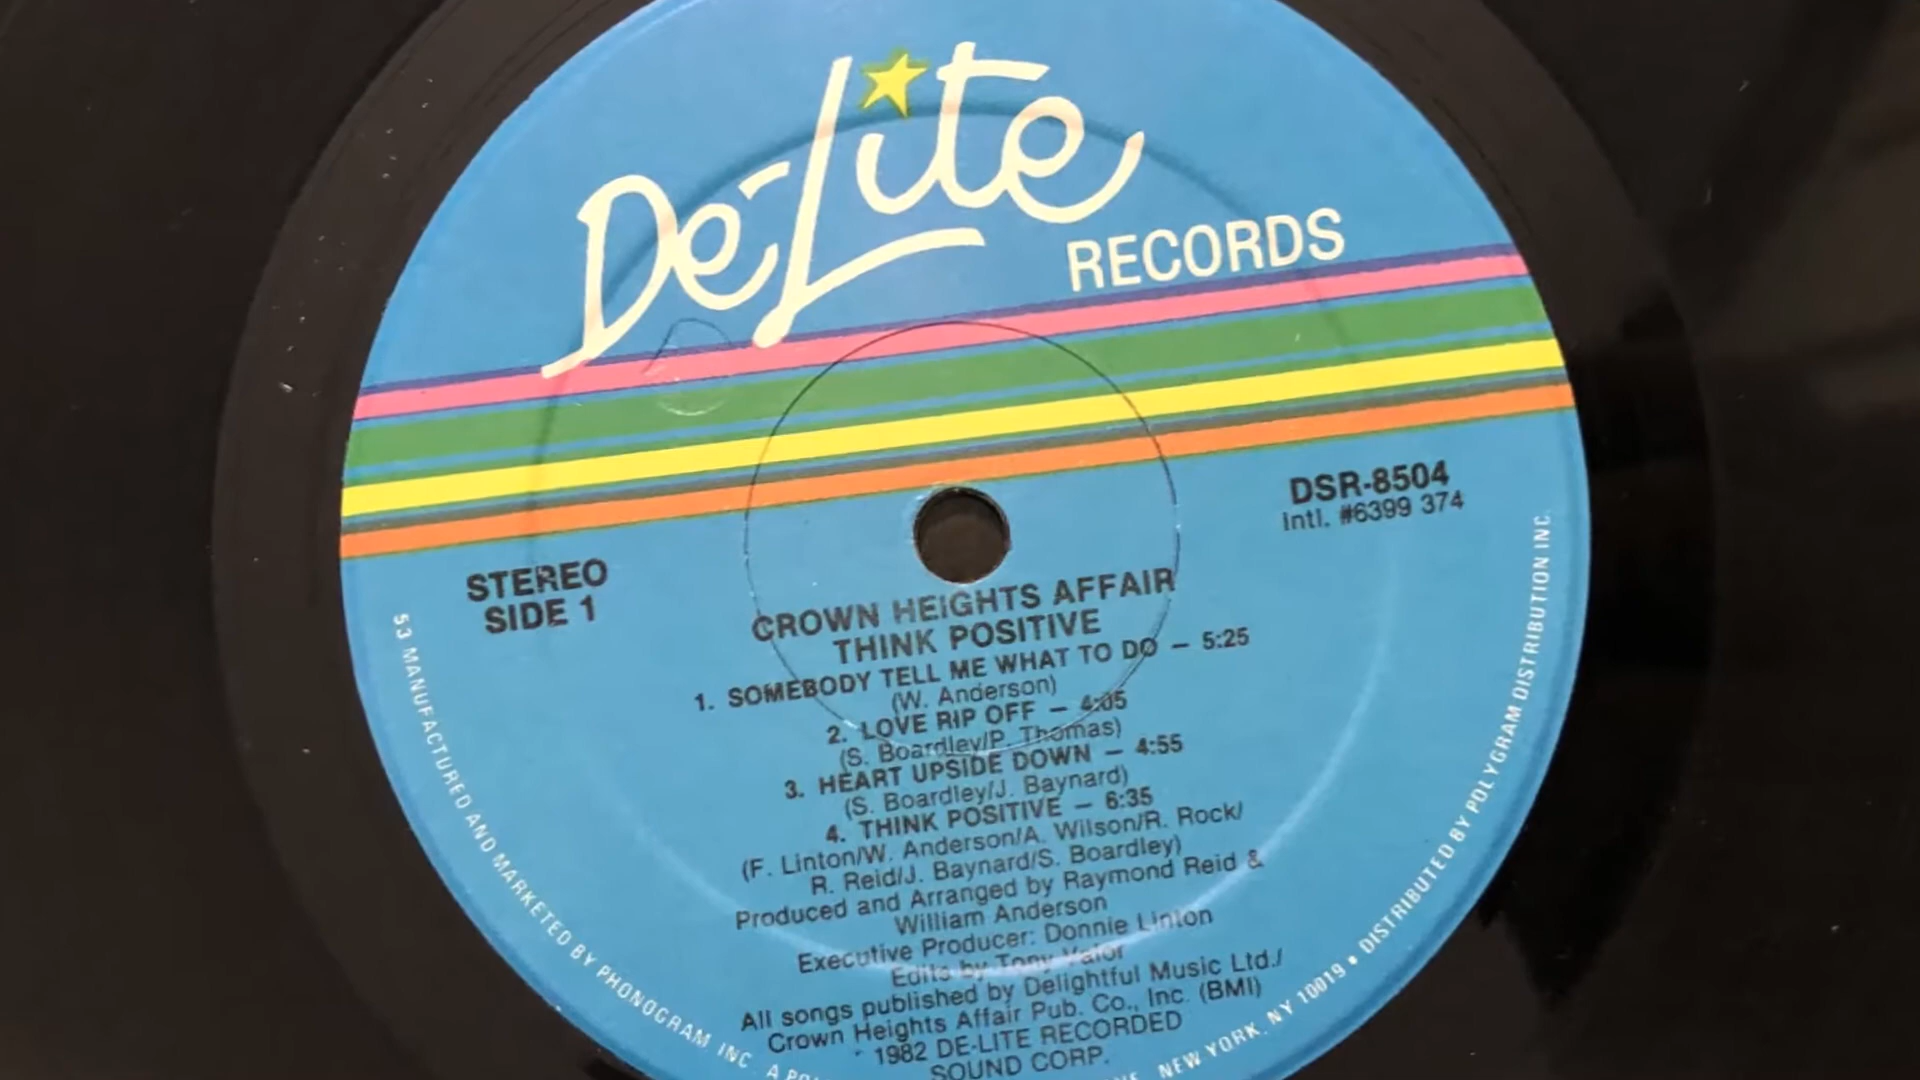 De-Lite
RECORDS
DSR-8504
Intl. #6399 374
STEREO
SIDE 1
CROWN HEIGHTS AFFAIR
THINK POSITIVE
1. SOMEBODY TELL ME WHAT TO DO – 5:25
(W. Anderson)
2. LOVE RIP OFF – 4:05
(S. Boardley/P. Thomas)
3. HEART UPSIDE DOWN – 4:55
(S. Boardley/J. Baynard)
4. THINK POSITIVE – 6:35
(F. Linton/W. Anderson/A. Wilson/R. Rock/
R. Reid/J. Baynard/S. Boardley)
Produced and Arranged by Raymond Reid &
William Anderson
Executive Producer: Donnie Linton
Edits by Tony Valor
All songs published by Delightful Music Ltd./
Crown Heights Affair Pub. Co., Inc. (BMI)
1982 DE-LITE RECORDED
SOUND CORP.
53 MANUFACTURED AND MARKETED BY PHONOGRAM INC. A NEW YORK, NY 10019 • DISTRIBUTED BY POLYGRAM DISTRIBUTION INC.